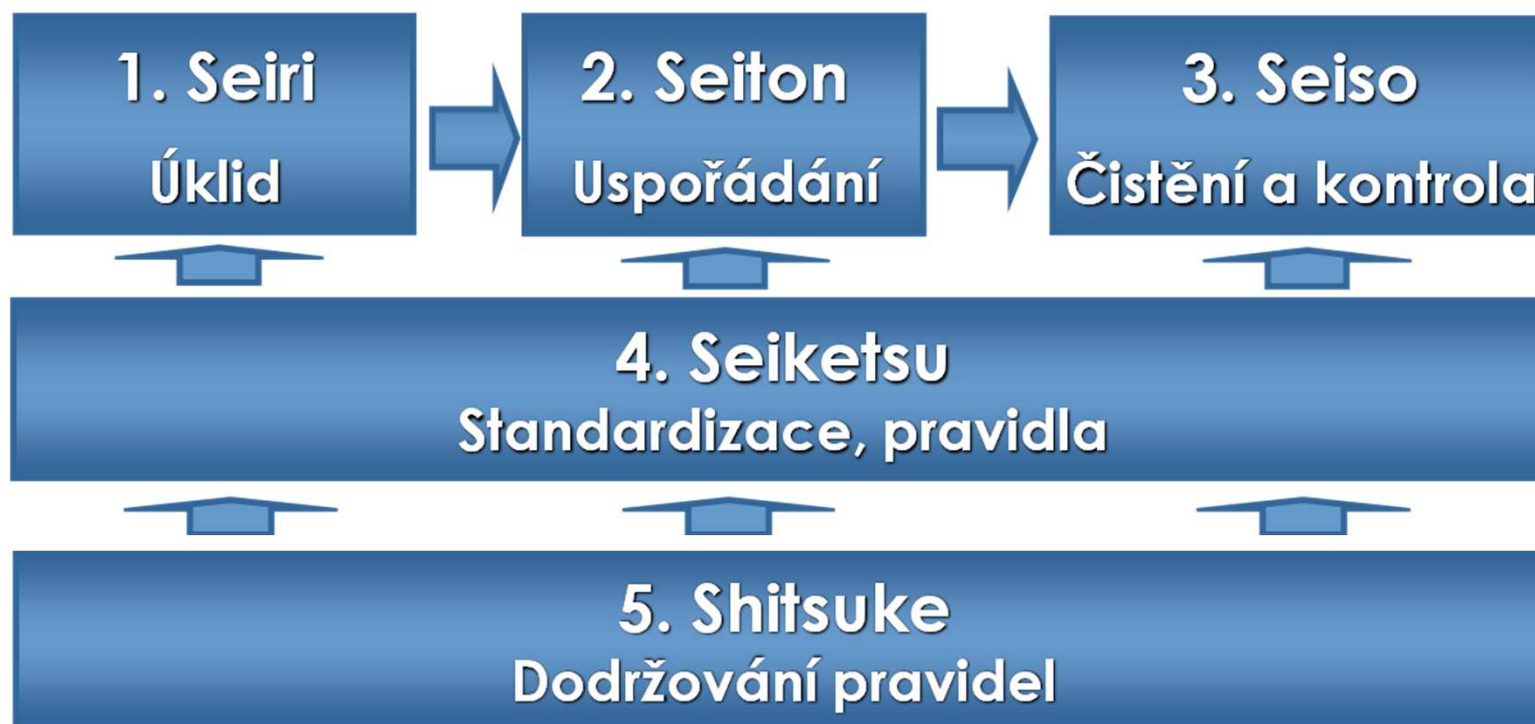 1. Seiri
Úklid
2. Seiton
Uspořádání
3. Seiso
Čistění a kontrola
4. Seiketsu
Standardizace, pravidla
5. Shitsuke
Dodržování pravidel